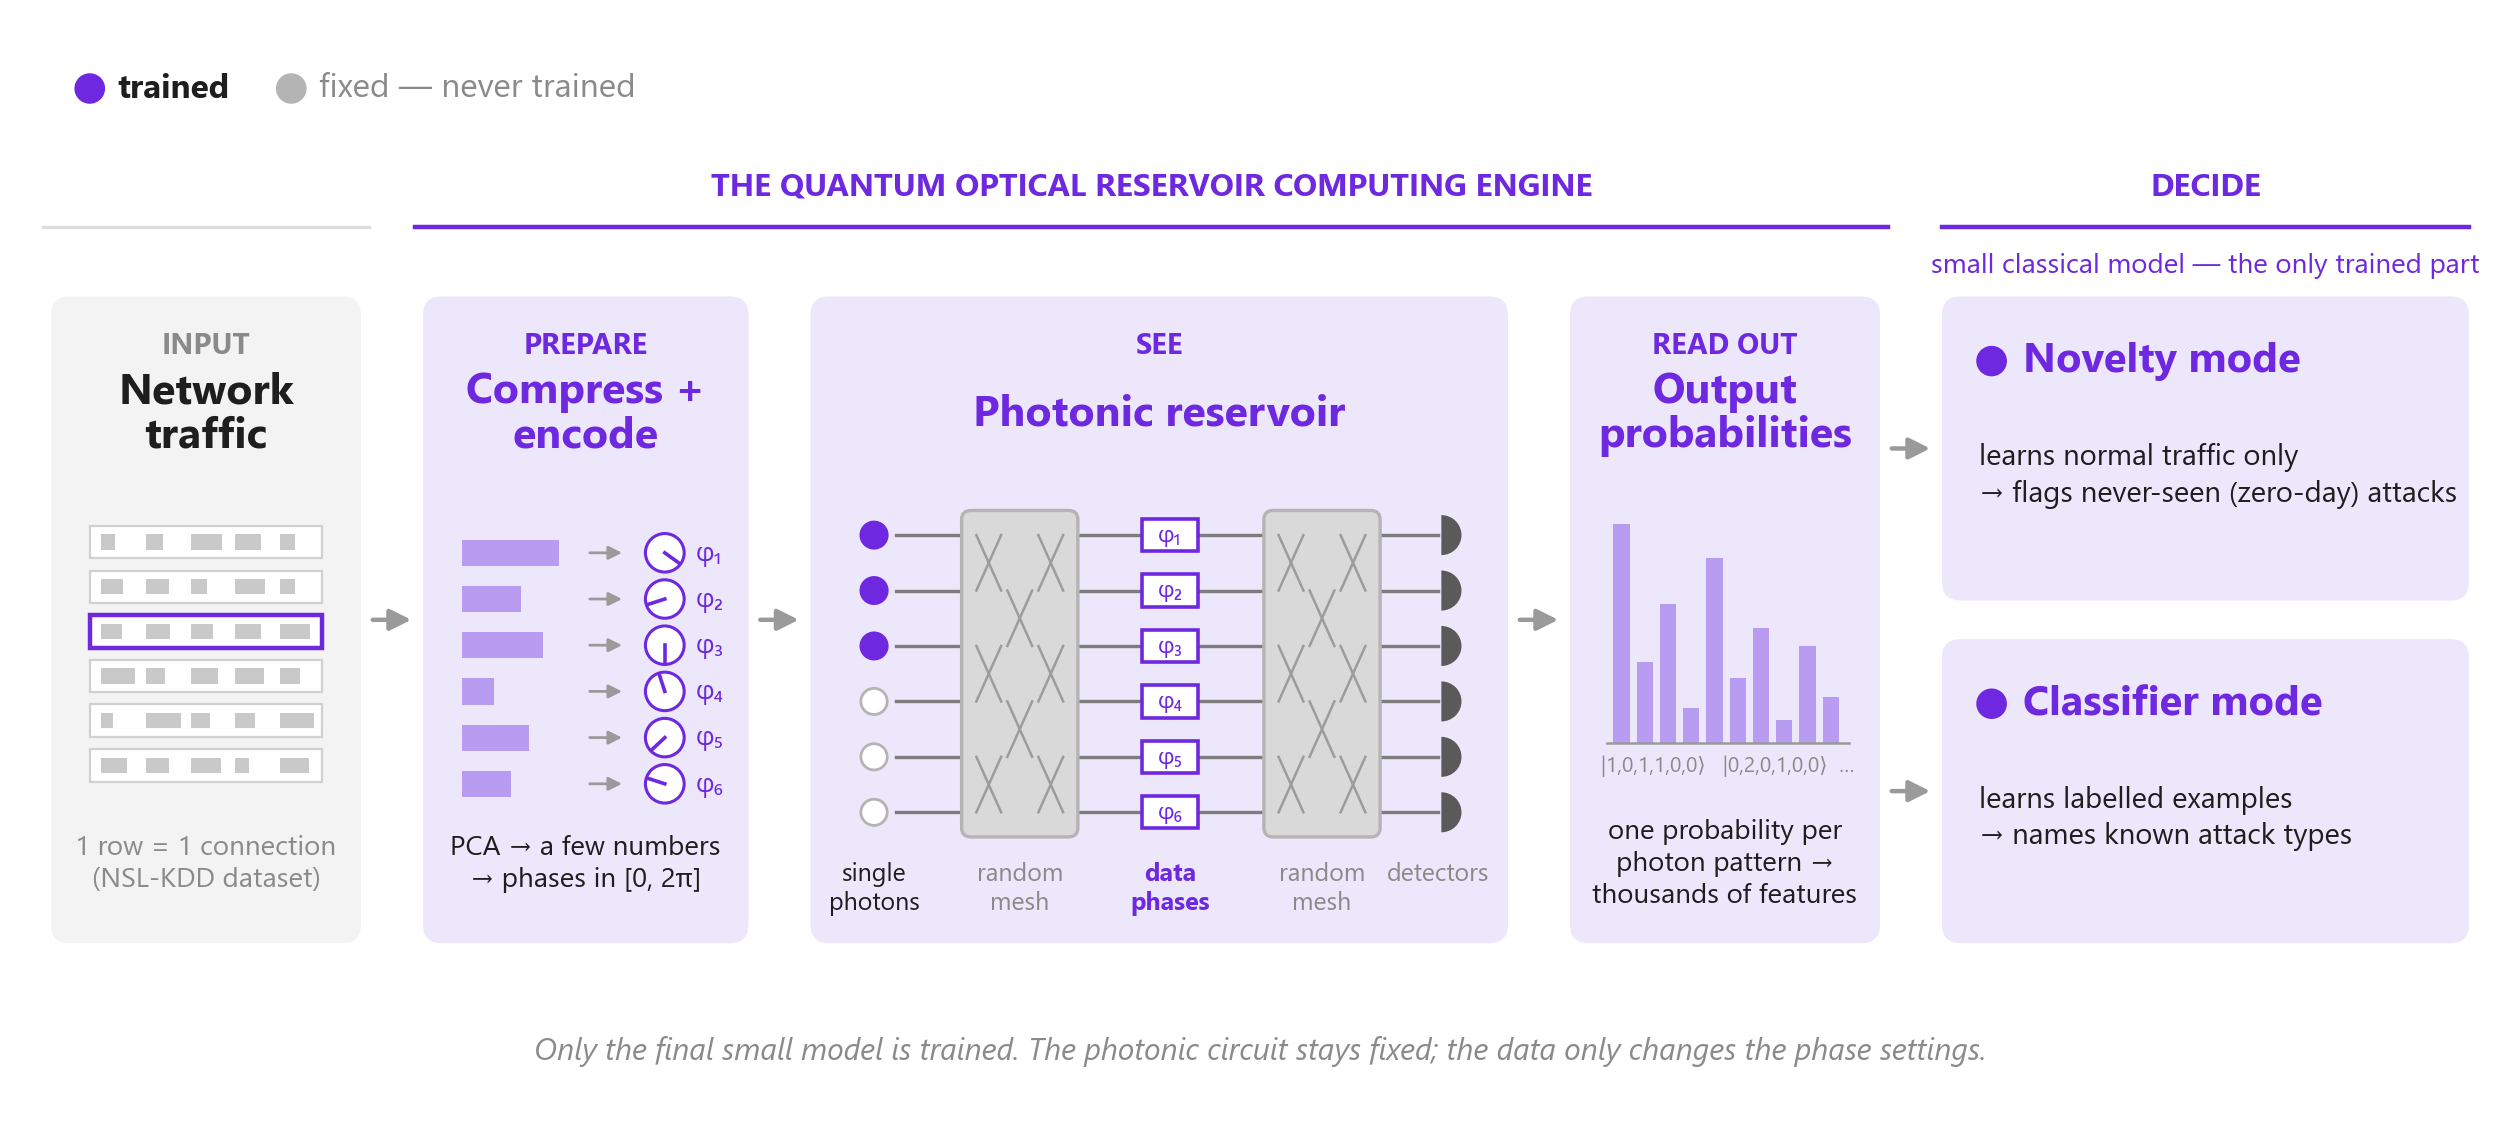 trained
fixed — never trained
THE QUANTUM OPTICAL RESERVOIR COMPUTING ENGINE
DECIDE
small classical model — the only trained part
INPUT
Network
traffic
1 row = 1 connection
(NSL-KDD dataset)
PREPARE
Compress +
encode
φ₁
φ₂
φ₃
φ₄
φ₅
φ₆
PCA → a few numbers
→ phases in [0, 2π]
SEE
Photonic reservoir
φ₁
φ₂
φ₃
φ₄
φ₅
φ₆
single
photons
random
mesh
data
phases
random
mesh
detectors
READ OUT
Output
probabilities
|1,0,1,1,0,0⟩ |0,2,0,1,0,0⟩ ...
one probability per
photon pattern →
thousands of features
Novelty mode
learns normal traffic only
→ flags never-seen (zero-day) attacks
Classifier mode
learns labelled examples
→ names known attack types
Only the final small model is trained. The photonic circuit stays fixed; the data only changes the phase settings.